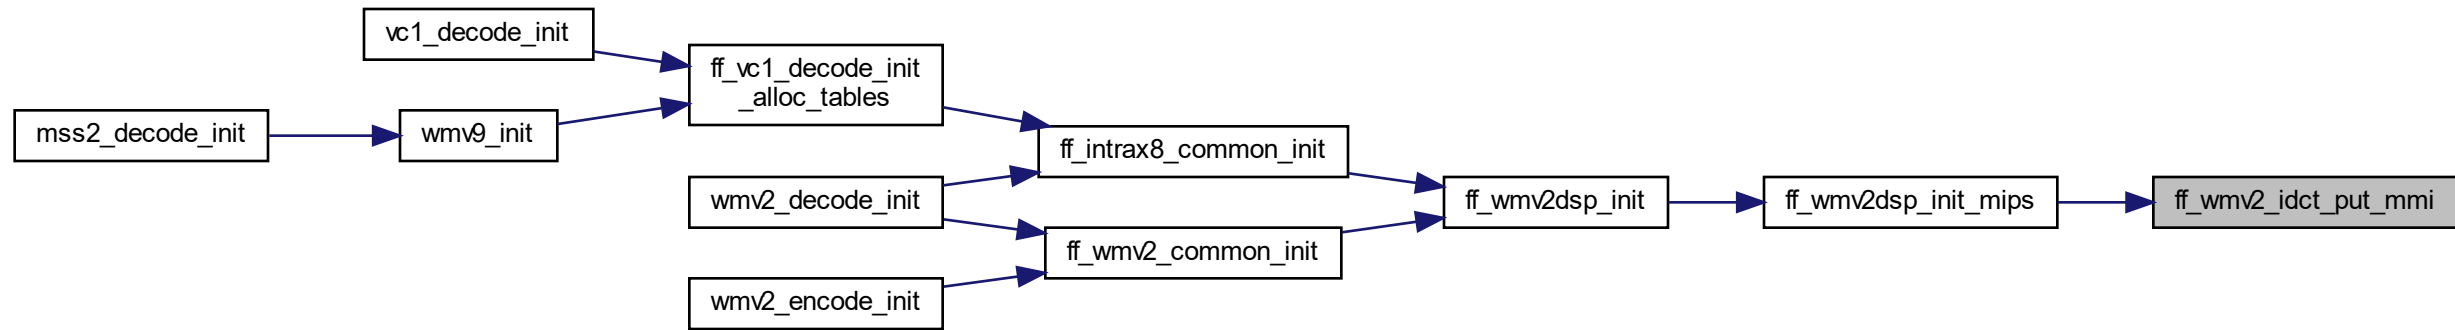 vc1_decode_init
mss2_decode_init
wmv9_init
ff_vc1_decode_init
_alloc_tables
wmv2_decode_init
wmv2_encode_init
ff_intrax8_common_init
ff_wmv2_common_init
ff_wmv2dsp_init
ff_wmv2dsp_init_mips
ff_wmv2_idct_put_mmi